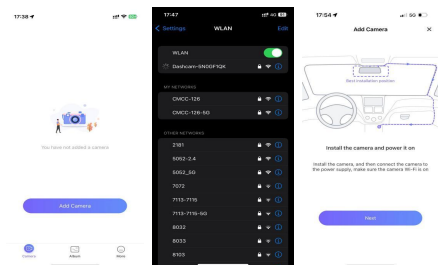 17:38
You have not added a camera
Add Camera
Camera
Album
More
17:47
4G
Settings
WLAN
Edit
WLAN
Dashcam-5N00F1QK
MY NETWORKS
CMCC-126
CMCC-126-5G
OTHER NETWORKS
2181
5052-2.4
5052_5G
7072
7113-7115
7113-7115-5G
8032
8033
8103
17:54
5G
Add Camera
Best installation position
Install the camera and power it on
Install the camera, and then connect the camera to
the power supply, make sure the camera Wi-Fi is on
Next